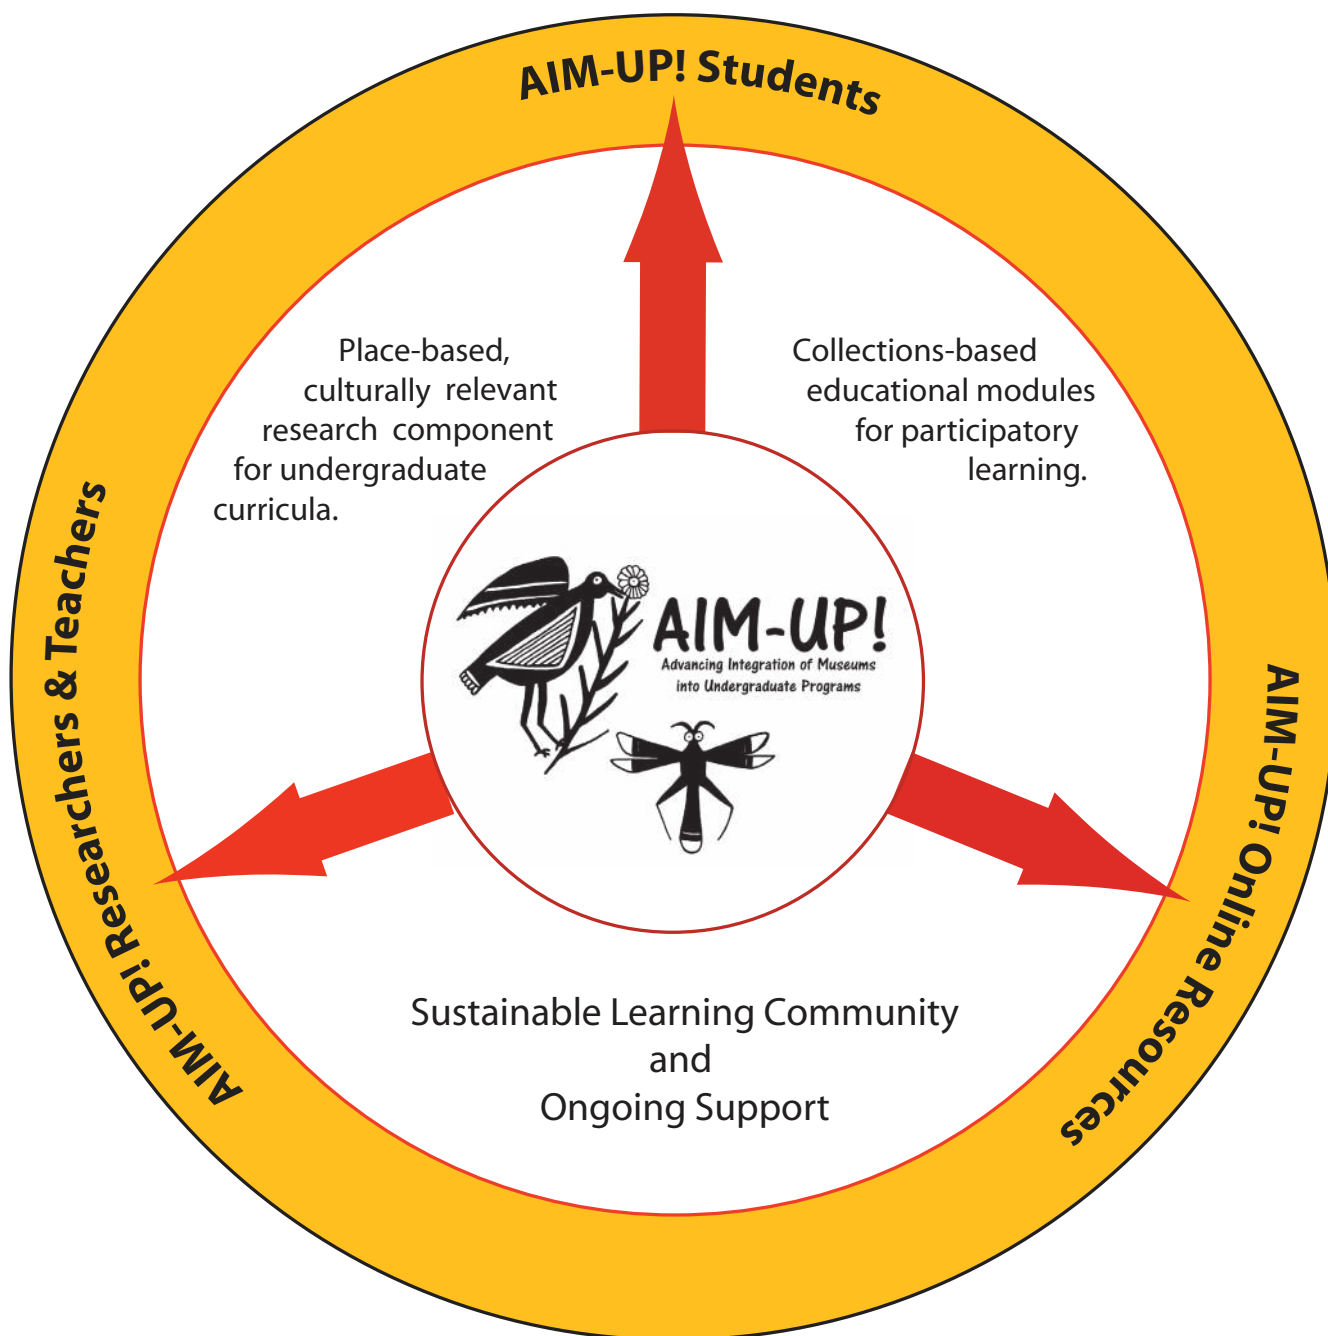 AIM-UP! Students
Place-based,
culturally relevant
research component
for undergraduate
curricula.
Collections-based
educational modules
for participatory
learning.
AIM-UP!
Advancing Integration of Museums
into Undergraduate Programs
AIM-UP! Researchers & Teachers
AIM-UP! Online Resources
Sustainable Learning Community
and
Ongoing Support